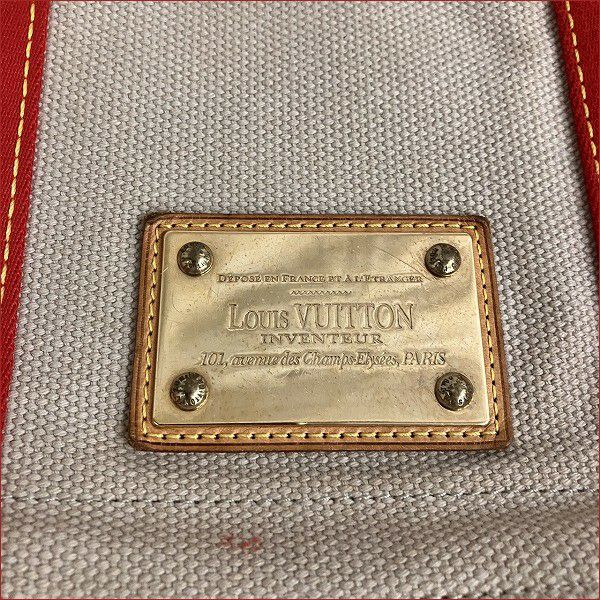 DÉPOSÉ EN FRANCE ET À L'ÉTRANGER
LOUIS VUITTON
INVENTEUR
101, avenue des Champs-Elysées, PARIS